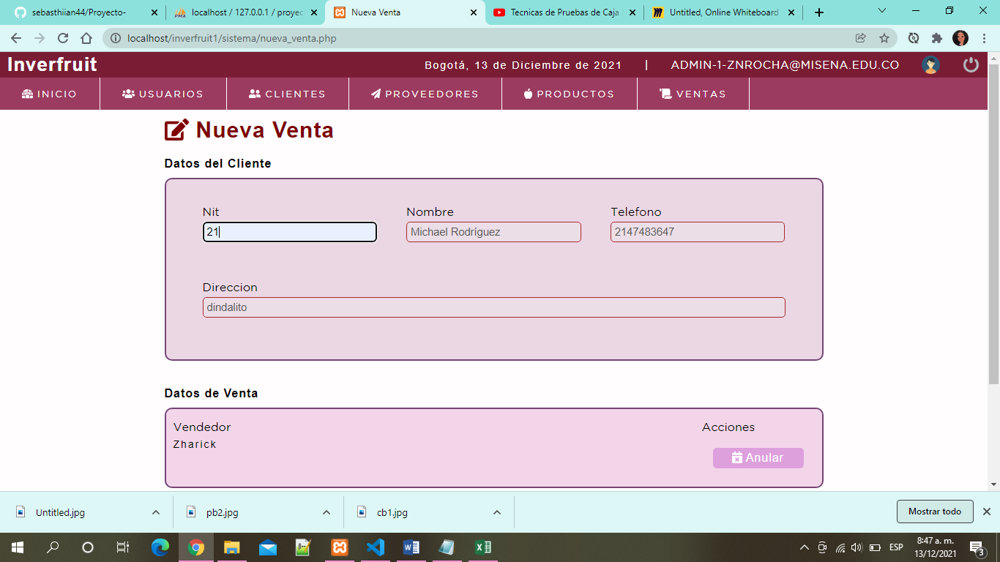 sebasthiian44/Proyecto-
localhost / 127.0.0.1 / proyec
Nueva Venta
Tecnicas de Pruebas de Caja
Untitled, Online Whiteboard
localhost/inverfruit1/sistema/nueva_venta.php
Inverfruit
Bogotá, 13 de Diciembre de 2021 | ADMIN-1-ZNROCHA@MISENA.EDU.CO
INICIO
USUARIOS
CLIENTES
PROVEEDORES
PRODUCTOS
VENTAS
Nueva Venta
Datos del Cliente
Nit
Nombre
Telefono
21
Michael Rodríguez
2147483647
Direccion
dindalito
Datos de Venta
Vendedor
Acciones
Zharick
Anular
Untitled.jpg
pb2.jpg
cb1.jpg
Mostrar todo
ESP
8:47 a. m.
13/12/2021
3